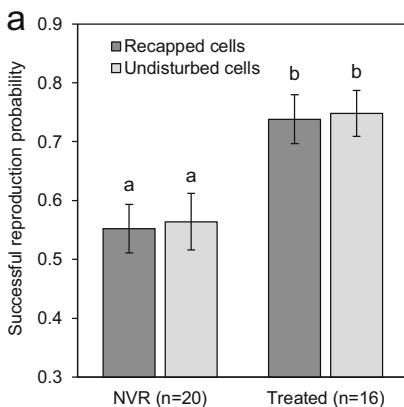 a
Recapped cells
Undisturbed cells
Successful reproduction probability
0.9
0.8
0.7
0.6
0.5
0.4
0.3
a
a
b
b
NVR (n=20)
Treated (n=16)